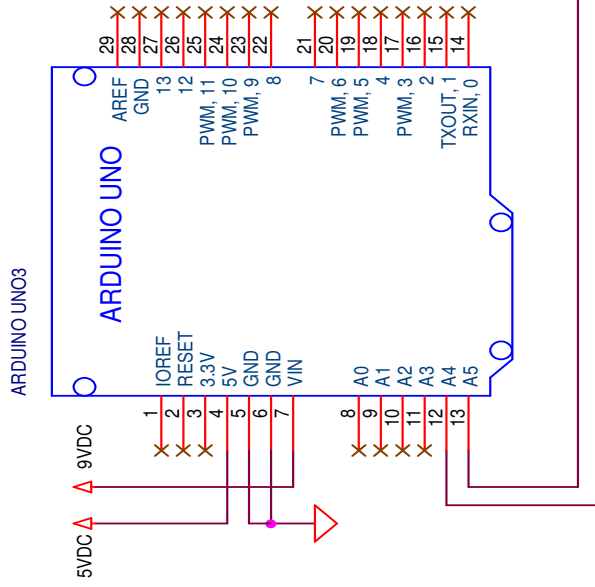 29
28
27
26
25
24
23
22
21
20
19
18
17
16
15
14
AREF
GND
13
12
PWM, 11
PWM, 10
PWM, 9
8
7
PWM, 6
PWM, 5
4
PWM, 3
2
TXOUT, 1
RXIN, 0
ARDUINO UNO
ARDUINO UNO3
IOREF
RESET
3.3V
5V
GND
GND
VIN
A0
A1
A2
A3
A4
A5
1
2
3
4
5
6
7
8
9
10
11
12
13
9VDC
5VDC